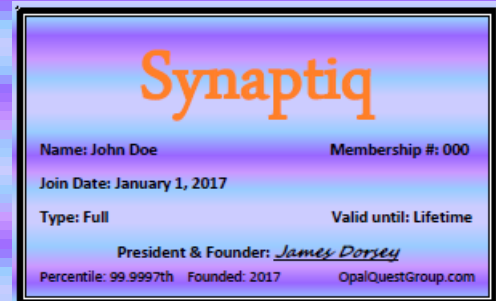 Synaptiq
Name: John Doe Membership #: 000
Join Date: January 1, 2017
Type: Full Valid until: Lifetime
President & Founder: James Dorsey
Percentile: 99.9997th Founded: 2017 OpalQuestGroup.com